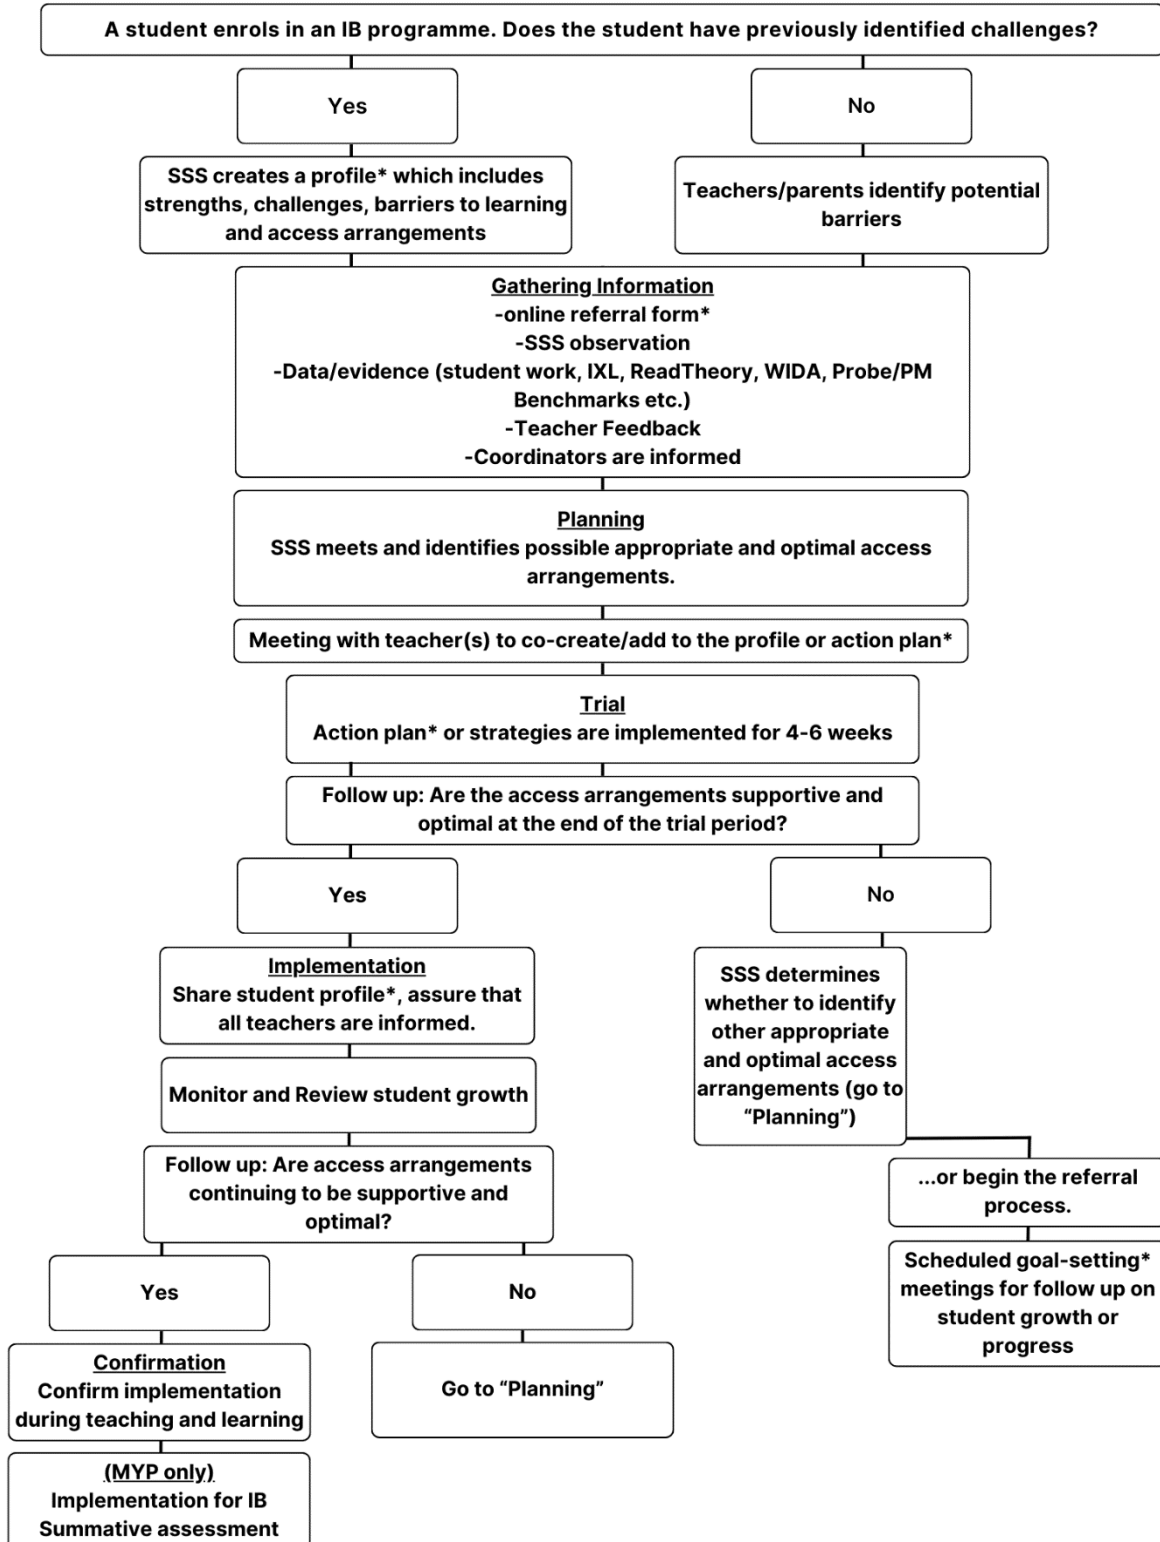 A student enrols in an IB programme. Does the student have previously identified challenges?
Yes
No
SSS creates a profile* which includes
strengths, challenges, barriers to learning
and access arrangements
Teachers/parents identify potential
barriers
Gathering Information
-online referral form*
-SSS observation
-Data/evidence (student work, IXL, ReadTheory, WIDA, Probe/PM
Benchmarks etc.)
-Teacher Feedback
-Coordinators are informed
Planning
SSS meets and identifies possible appropriate and optimal access
arrangements.
Meeting with teacher(s) to co-create/add to the profile or action plan*
Trial
Action plan* or strategies are implemented for 4-6 weeks
Follow up: Are the access arrangements supportive and
optimal at the end of the trial period?
Yes
No
Implementation
Share student profile*, assure that
all teachers are informed.
Monitor and Review student growth
Follow up: Are access arrangements
continuing to be supportive and
optimal?
Yes
No
Confirmation
Confirm implementation
during teaching and learning
Go to “Planning”
(MYP only)
Implementation for IB
Summative assessment
SSS determines
whether to identify
other appropriate
and optimal access
arrangements (go to
“Planning”)
...or begin the referral
process.
Scheduled goal-setting*
meetings for follow up on
student growth or
progress